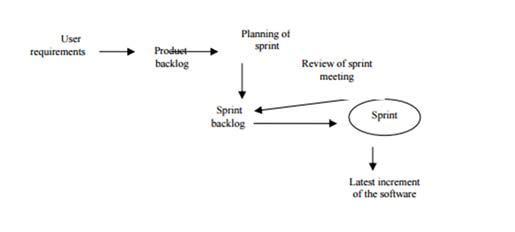 User
requirements
Product
backlog
Planning of
sprint
Review of sprint
meeting
Sprint
backlog
Sprint
Latest increment
of the software